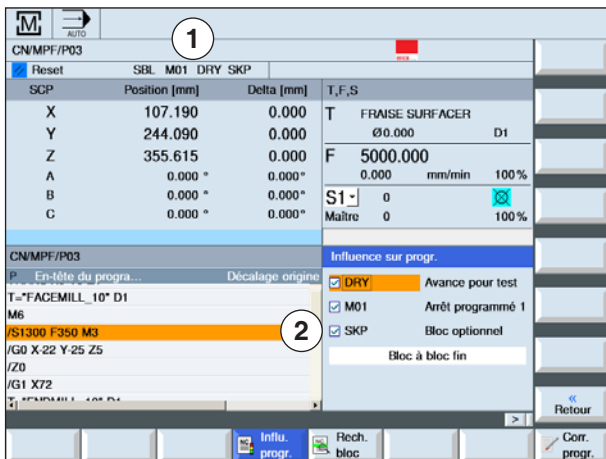 M AUTO
1
CN/MPF/P03
Reset SBL M01 DRY SKP
SCP Position [mm] Delta [mm] T,F,S
X 107.190 0.000 T FRAISE SURFACER
Y 244.090 0.000 Ø0.000 D1
Z 355.615 0.000 F 5000.000
A 0.000 ° 0.000 ° 0.000 mm/min 100%
B 0.000 ° 0.000 ° S1 0
C 0.000 ° 0.000 ° Maître 0 100%
CN/MPF/P03 Influence sur progr.
P En-tête du progra... Décalage origine
DRY Avance pour test
T="FACEMILL_10" D1
M01 Arrêt programmé 1
M6
/S1300 F350 M3
2
SKP Bloc optionnel
/G0 X-22 Y-25 Z5
Bloc à bloc fin
/Z0
/G1 X72
T="ENDMILL_10" D1
«
Retour
>
NC Influ. NC Rech. Corr.
progr. bloc progr.